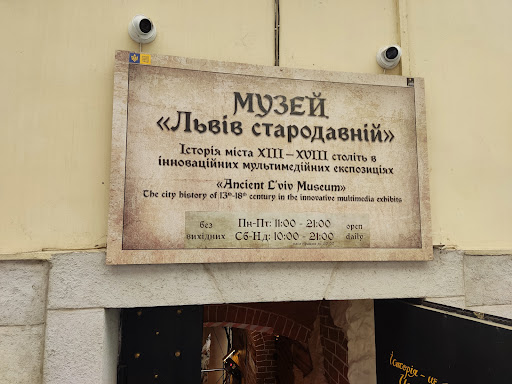 МУЗЕЙ
«Львів стародавній»
Історія міста XIII – XVIII століть в
інноваційних мультимедійних експозиціях
«Ancient L'viv Museum»
The city history of 13th-18th century in the innovative multimedia exhibits
без вихідних
Пн-Пт: 11:00 - 21:00
Сб-Нд: 10:00 - 21:00
open daily
Історія – це